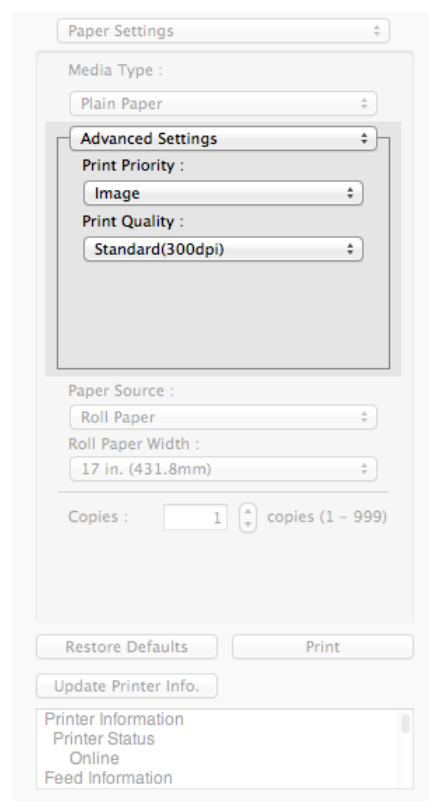 Paper Settings
Media Type :
Plain Paper
Advanced Settings
Print Priority :
Image
Print Quality :
Standard(300dpi)
Paper Source :
Roll Paper
Roll Paper Width :
17 in. (431.8mm)
Copies : 1 copies (1 – 999)
Restore Defaults Print
Update Printer Info.
Printer Information
Printer Status
Online
Feed Information